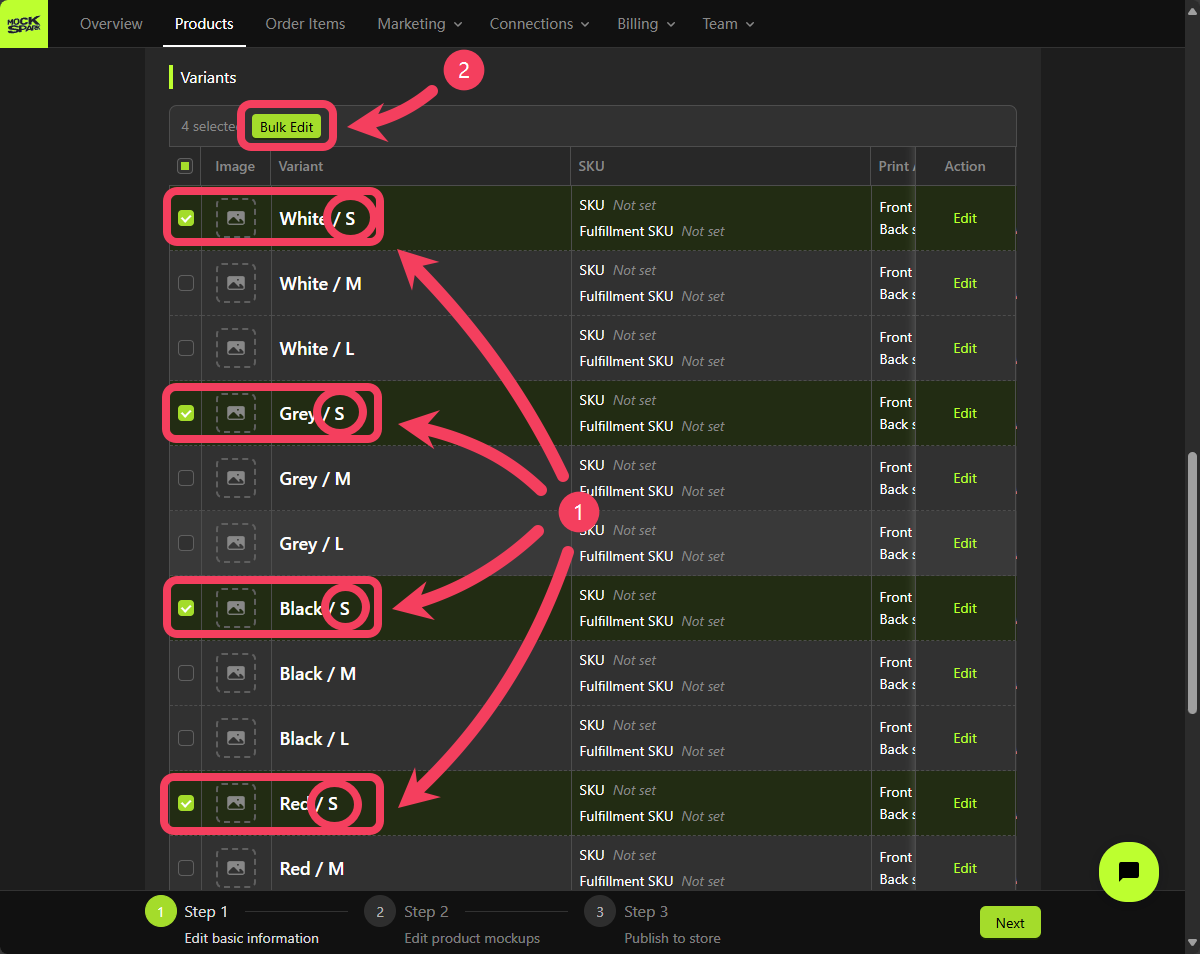 MOCK
SPARK
Overview Products Order Items Marketing Connections Billing Team
2
Variants
4 selected Bulk Edit
Image Variant SKU Print Action
White / S SKU Not set Front Edit
Fulfillment SKU Not set Back s
White / M SKU Not set Front Edit
Fulfillment SKU Not set Back s
White / L SKU Not set Front Edit
Fulfillment SKU Not set Back s
Grey / S SKU Not set Front Edit
Fulfillment SKU Not set Back s
Grey / M SKU Not set Front Edit
Fulfillment SKU Not set Back s
1
Grey / L SKU Not set Front Edit
Fulfillment SKU Not set Back s
Black / S SKU Not set Front Edit
Fulfillment SKU Not set Back s
Black / M SKU Not set Front Edit
Fulfillment SKU Not set Back s
Black / L SKU Not set Front Edit
Fulfillment SKU Not set Back s
Red / S SKU Not set Front Edit
Fulfillment SKU Not set Back s
Red / M SKU Not set Front Edit
Fulfillment SKU Not set Back s
1 Step 1 2 Step 2 3 Step 3 Next
Edit basic information Edit product mockups Publish to store